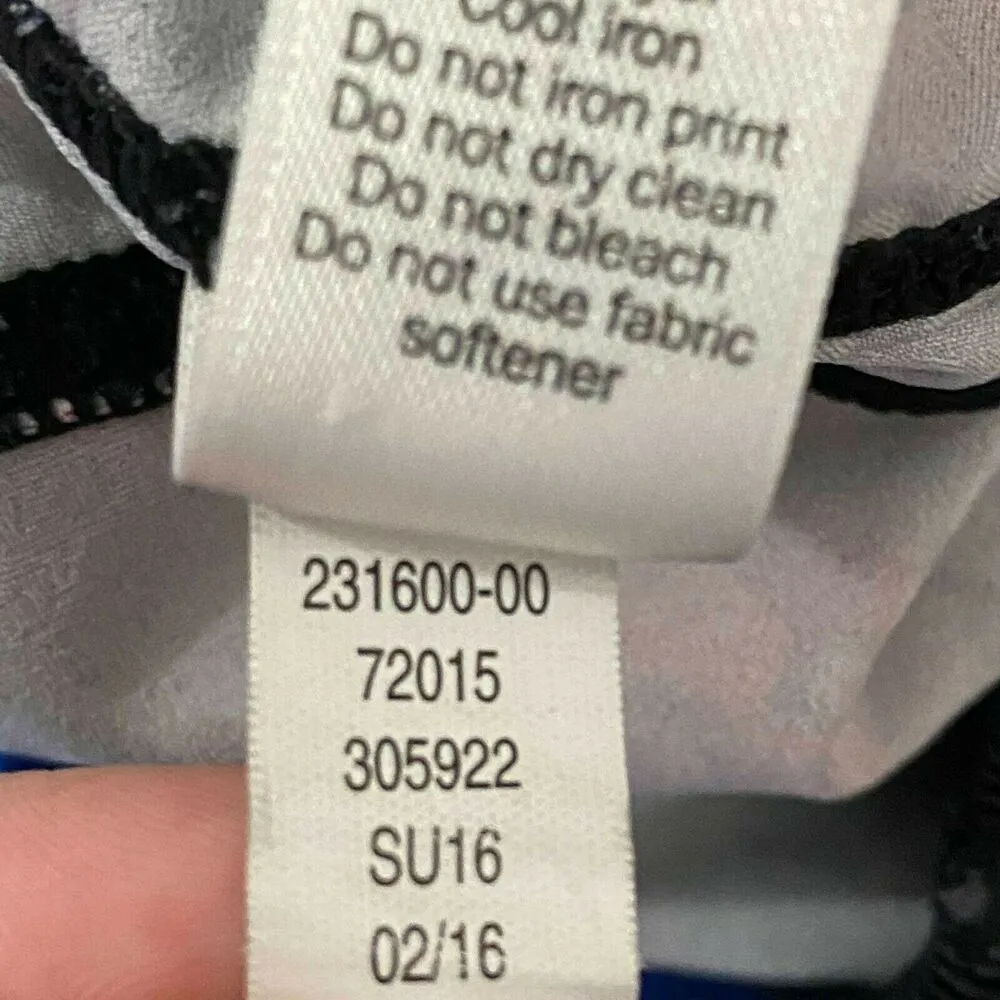 Cool iron
Do not iron print
Do not dry clean
Do not bleach
Do not use fabric
softener
231600-00
72015
305922
SU16
02/16